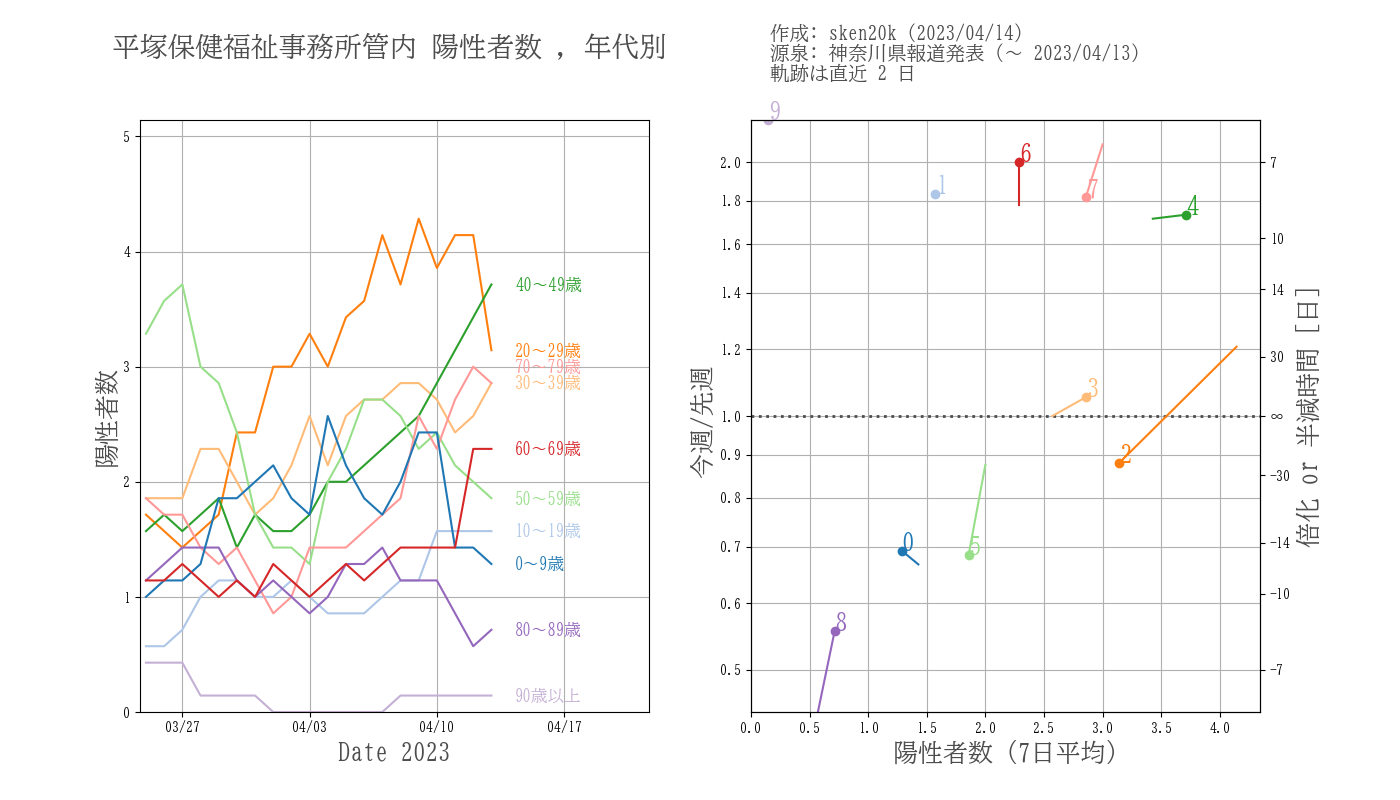 平塚保健福祉事務所管内 陽性者数 , 年代別
作成: sken20k (2023/04/14)
源泉: 神奈川県報道発表 (～ 2023/04/13)
軌跡は直近 2 日
陽性者数
5
4
3
2
1
0
03/27
04/03
04/10
04/17
Date 2023
40～49歳
20～29歳
70～79歳
30～39歳
60～69歳
50～59歳
10～19歳
0～9歳
80～89歳
90歳以上
今週/先週
2.0
1.8
1.6
1.4
1.2
1.0
0.9
0.8
0.7
0.6
0.5
9
6
1
7
4
3
2
0
5
8
0.0
0.5
1.0
1.5
2.0
2.5
3.0
3.5
4.0
陽性者数 (7日平均)
7
10
14
30
∞
−30
−14
−10
−7
倍化 or 半減時間 [日]